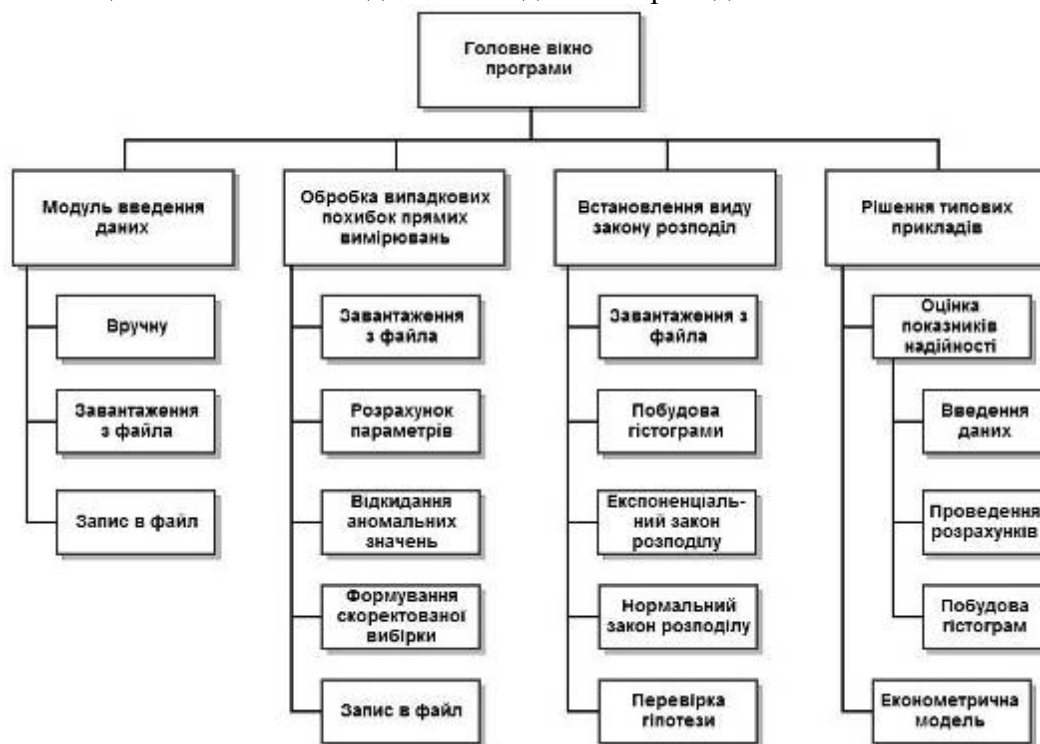 Головне вікно
програми
Модуль введення
даних
Вручну
Завантаження
з файла
Запис в файл
Обробка випадкових
похибок прямих
вимірювань
Завантаження
з файла
Розрахунок
параметрів
Відкидання
аномальних
значень
Формування
скоректованої
вибірки
Запис в файл
Встановлення виду
закону розподіл
Завантаження з
файла
Побудова
гістограми
Експоненціаль-
ний закон
розподілу
Нормальний
закон розподілу
Перевірка
гіпотези
Рішення типових
прикладів
Оцінка
показників
надійності
Введення
даних
Проведення
розрахунків
Побудова
гістограм
Економетрична
модель